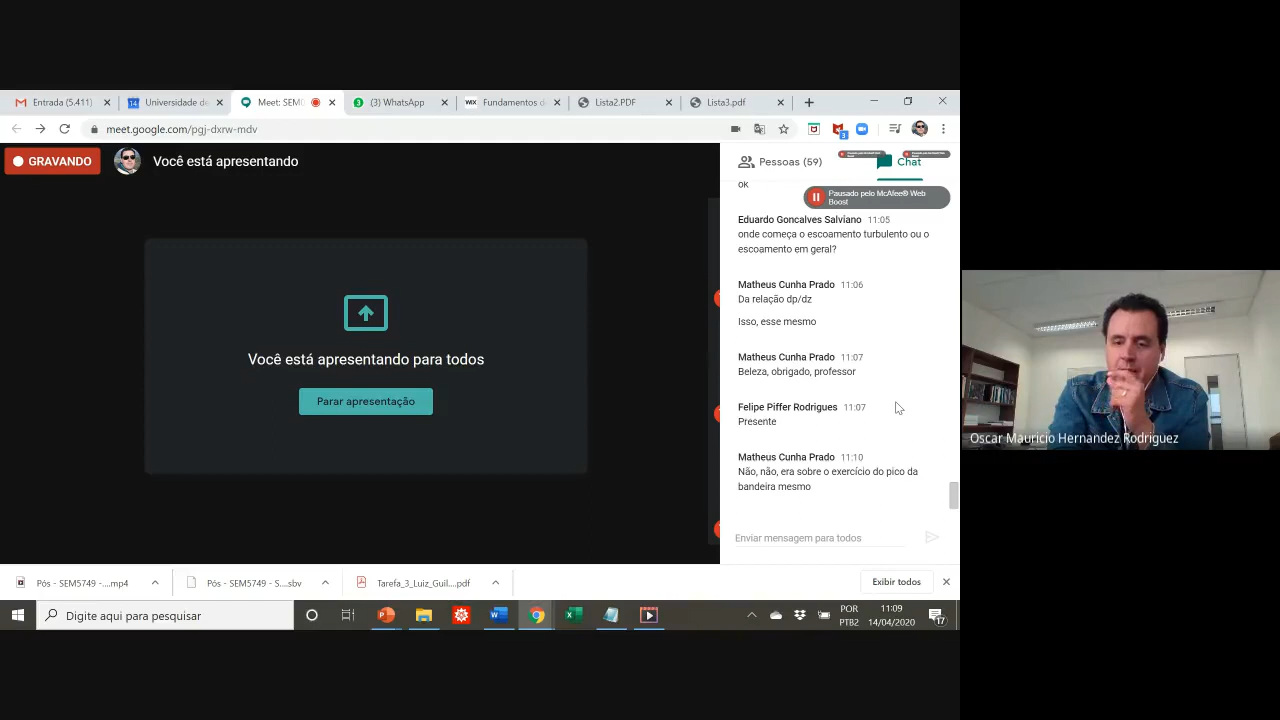 Entrada (5.411)
Universidade de
Meet: SEM
(3) WhatsApp
Fundamentos d
Lista2.PDF
Lista3.pdf
meet.google.com/pgj-dxrw-mdv
GRAVANDO
Você está apresentando
Pessoas (59)
Chat
ok
Pausado pelo McAfee® Web
Boost
Eduardo Goncalves Salviano 11:05
onde começa o escoamento turbulento ou o
escoamento em geral?
Matheus Cunha Prado 11:06
Da relação dp/dz
Isso, esse mesmo
Matheus Cunha Prado 11:07
Beleza, obrigado, professor
Felipe Piffer Rodrigues 11:07
Presente
Matheus Cunha Prado 11:10
Não, não, era sobre o exercício do pico da
bandeira mesmo
Enviar mensagem para todos
Você está apresentando para todos
Parar apresentação
Oscar Mauricio Hernandez Rodriguez
Pós - SEM5749 -....mp4
Pós - SEM5749 - S....sbv
Tarefa_3_Luiz_Guil....pdf
Exibir todos
Digite aqui para pesquisar
POR
PTB2
11:09
14/04/2020
17